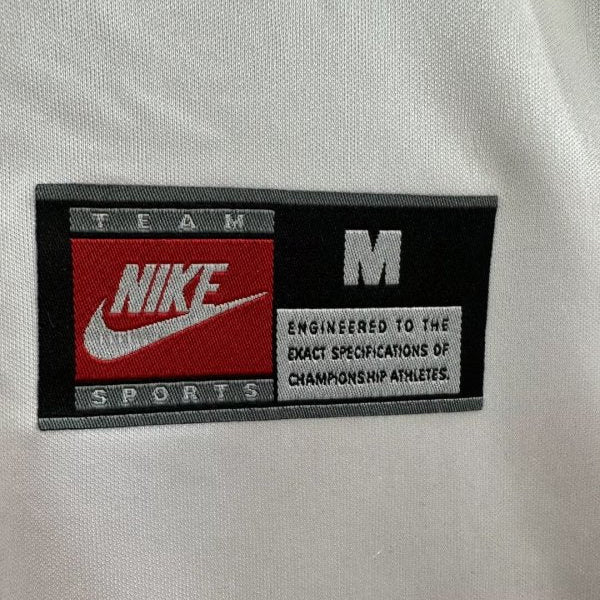 TEAM
NIKE
SPORTS
M
ENGINEERED TO THE
EXACT SPECIFICATIONS OF
CHAMPIONSHIP ATHLETES.